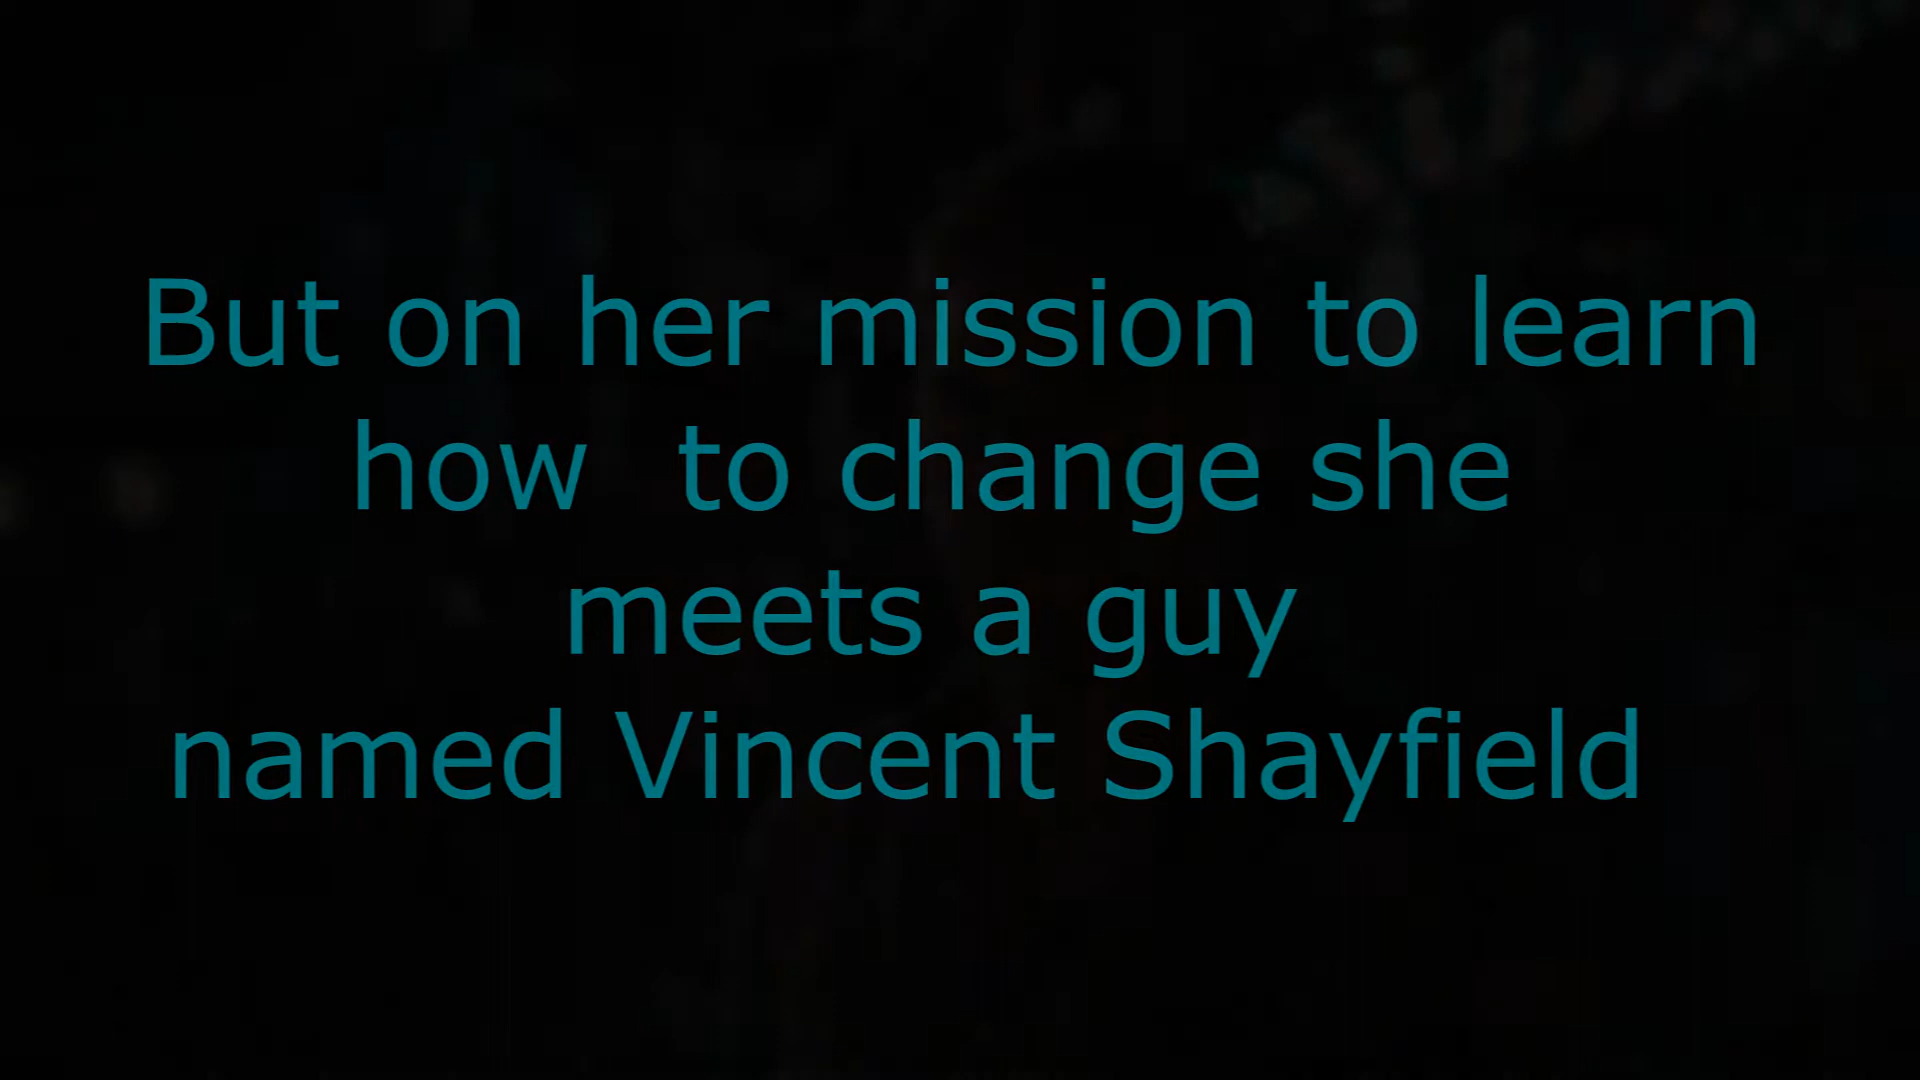 But on her mission to learn
how  to change she
meets a guy
named Vincent Shayfield